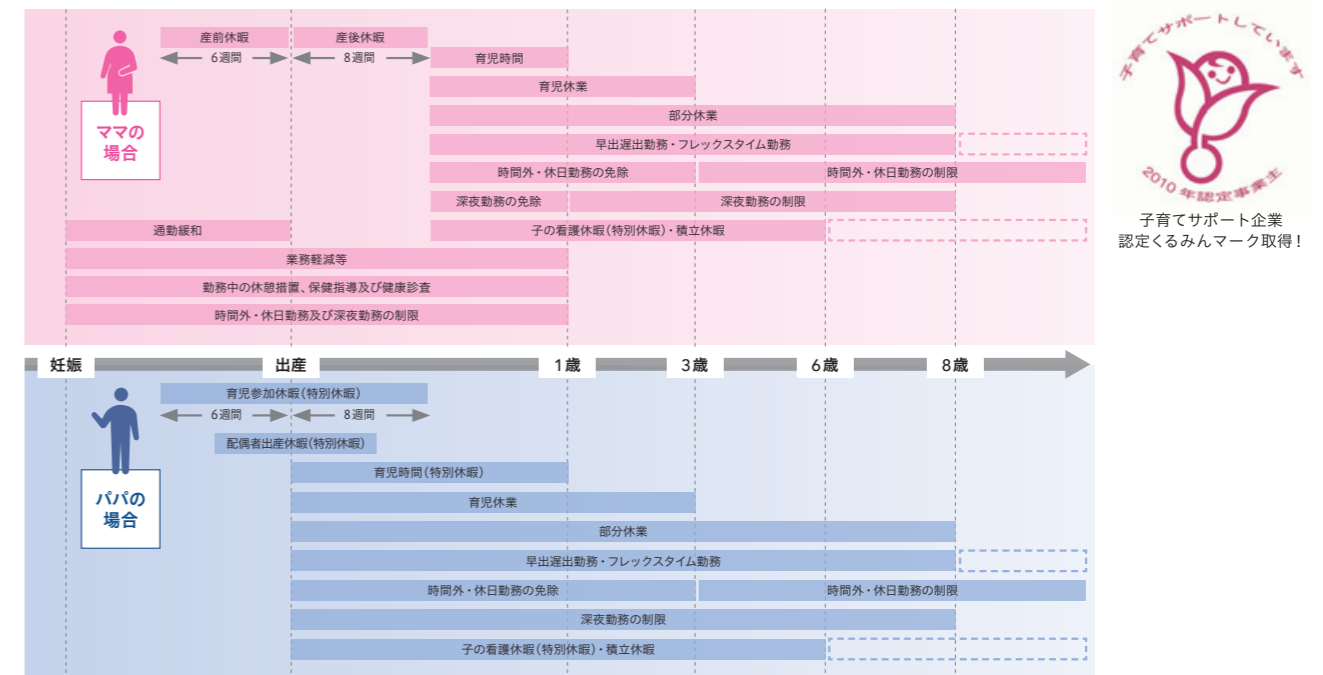 産前休暇
産後休暇
6週間
8週間
育児時間
育児休業
部分休業
早出遅出勤務・フレックスタイム勤務
時間外・休日勤務の免除
時間外・休日勤務の制限
深夜勤務の免除
深夜勤務の制限
通勤緩和
子の看護休暇(特別休暇)・積立休暇
業務軽減等
勤務中の休憩措置、保健指導及び健康診査
時間外・休日勤務及び深夜勤務の制限
ママの
場合
妊娠
出産
1歳
3歳
6歳
8歳
育児参加休暇(特別休暇)
6週間
8週間
配偶者出産休暇(特別休暇)
育児時間(特別休暇)
育児休業
部分休業
早出遅出勤務・フレックスタイム勤務
時間外・休日勤務の免除
時間外・休日勤務の制限
深夜勤務の制限
子の看護休暇(特別休暇)・積立休暇
パパの
場合
子育てサポートしています
2010年認定事業主
子育てサポート企業
認定くるみんマーク取得!